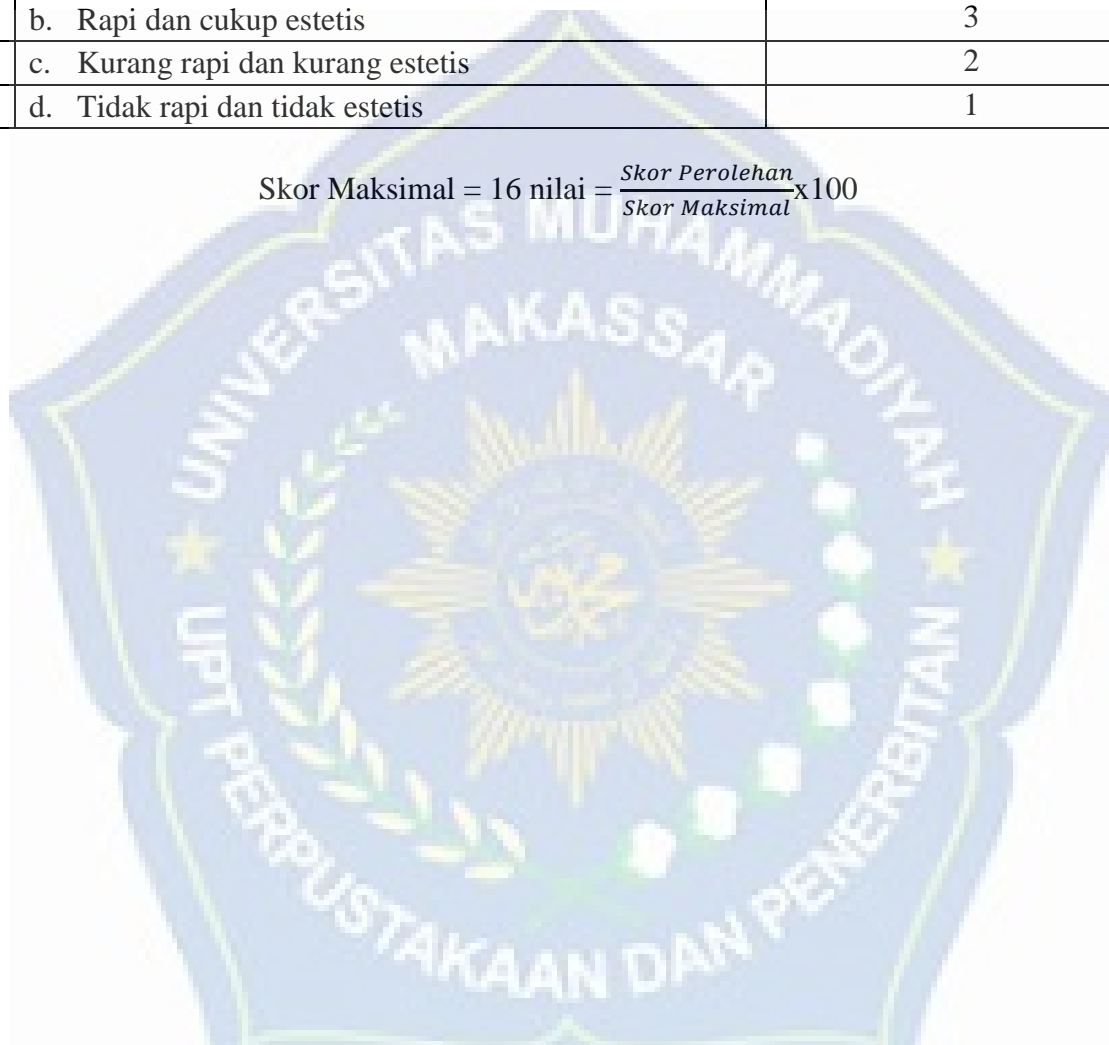 b. Rapi dan cukup estetis 3
c. Kurang rapi dan kurang estetis 2
d. Tidak rapi dan tidak estetis 1
Skor Maksimal = 16 nilai = Skor Perolehan/Skor Maksimal x100
UNIVERSITAS MUHAMMADIYAH
MAKASSAR
UPT PERPUSTAKAAN DAN PENERBITAN